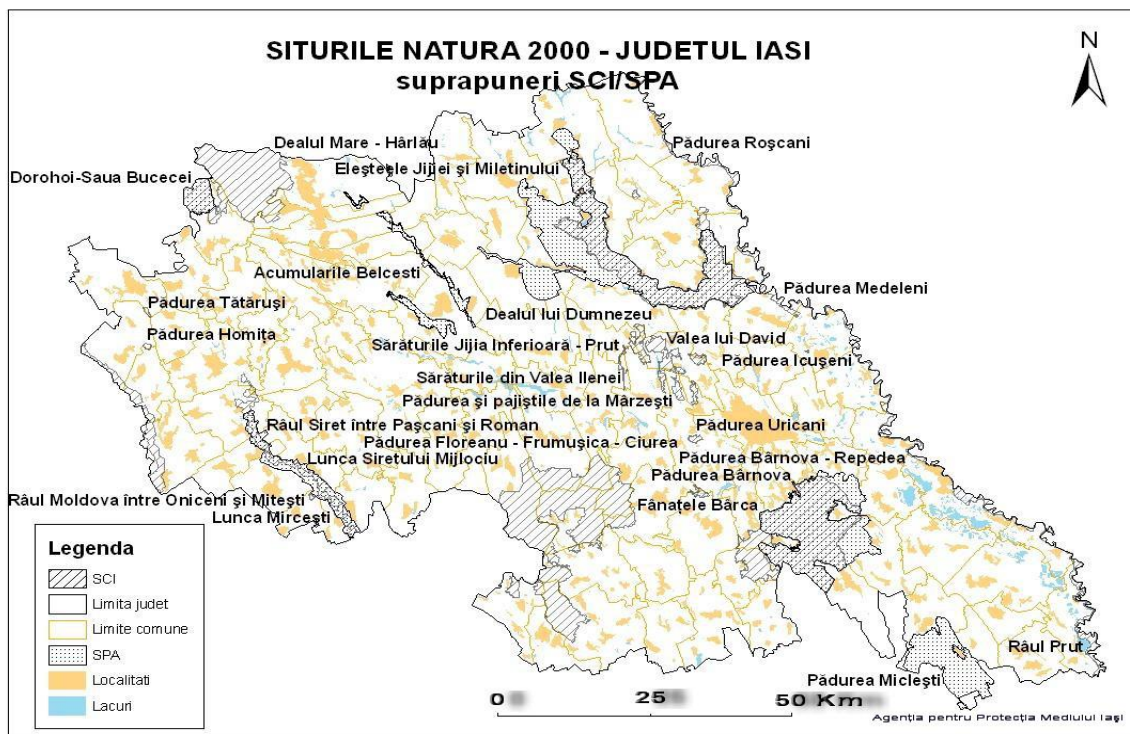 SITURILE NATURA 2000 - JUDETUL IASI
suprapuneri SCI/SPA
N
Dealul Mare - Hârlău
Pădurea Roşcani
Eleşteele Jijiei şi Miletinului
Dorohoi-Saua Bucecei
Acumularile Belcesti
Pădurea Medeleni
Pădurea Tătăruşi
Dealul lui Dumnezeu
Pădurea Homiţa
Sărăturile Jijia Inferioară - Prut
Valea lui David
Pădurea Icuşeni
Sărăturile din Valea Ilenei
Pădurea şi pajiştile de la Mârzeşti
Râul Siret între Paşcani şi Roman
Pădurea Uricani
Pădurea Floreanu - Frumuşica - Ciurea
Lunca Siretului Mijlociu
Pădurea Bârnova - Repedea
Pădurea Bârnova
Râul Moldova între Oniceni şi Miteşti
Fânaţele Bârca
Lunca Mirceşti
Legenda
SCI
Limita judet
Limite comune
SPA
Localitati
Lacuri
Râul Prut
Pădurea Micleşti
0 25 50 Km
Agenţia pentru Protecţia Mediului Iaşi